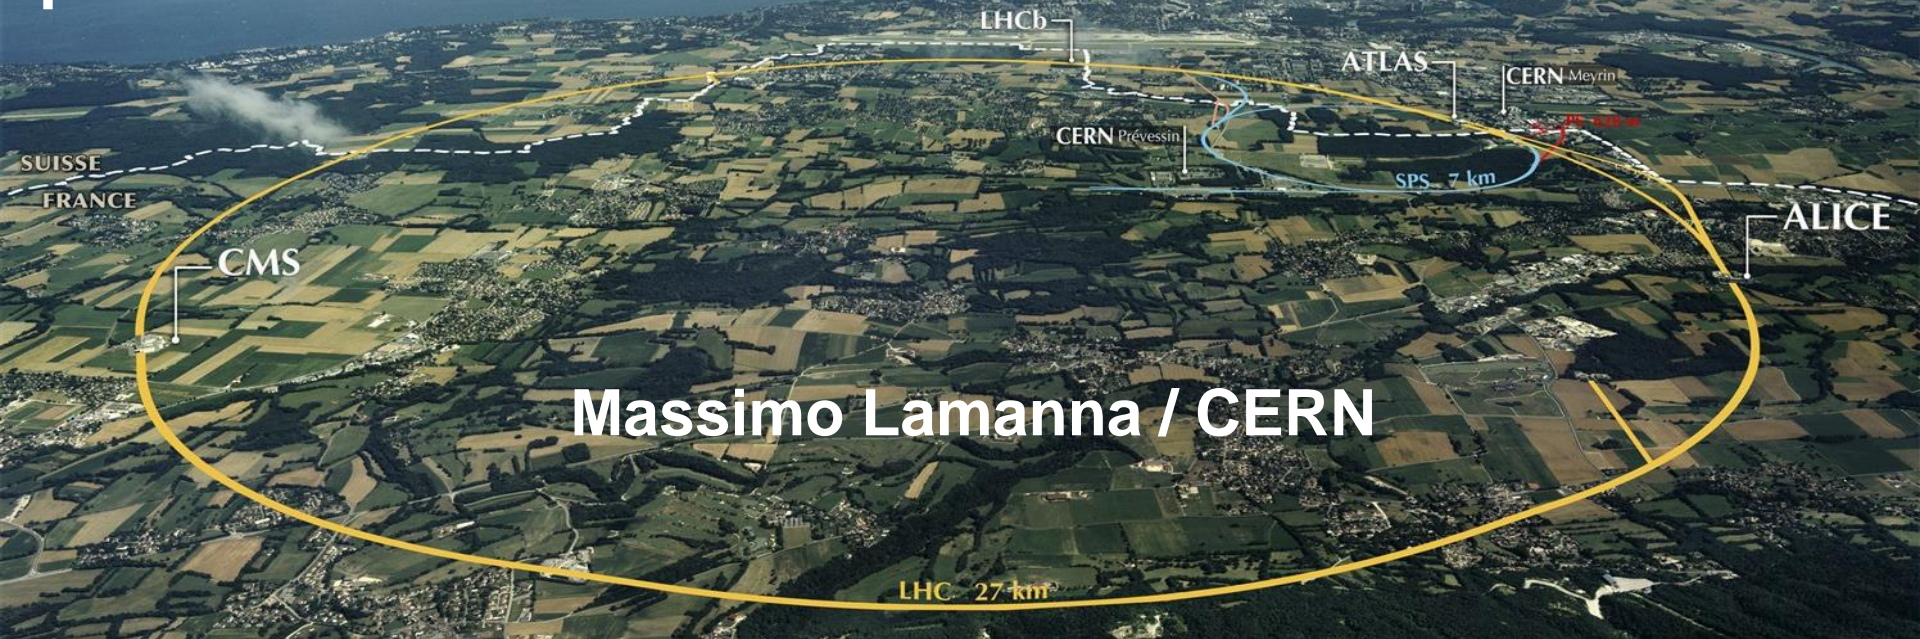 LHCb
ATLAS
CERN Meyrin
CERN Prévessin
SUISSE
FRANCE
SPS 7 km
ALICE
CMS
Massimo Lamanna / CERN
LHC 27 km